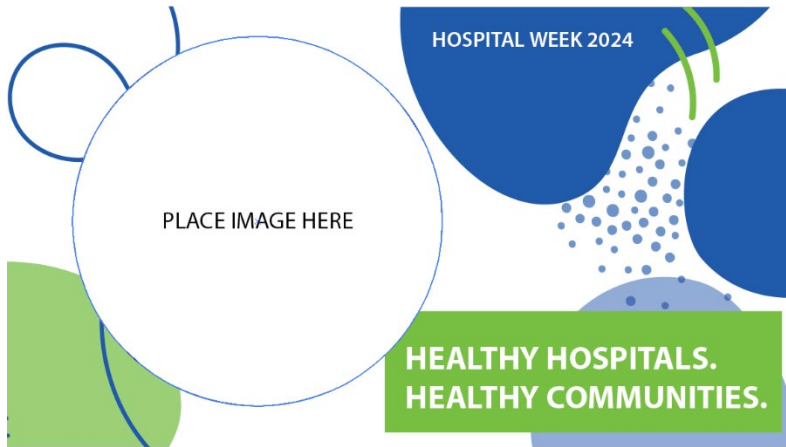 HOSPITAL WEEK 2024
PLACE IMAGE HERE
HEALTHY HOSPITALS.
HEALTHY COMMUNITIES.